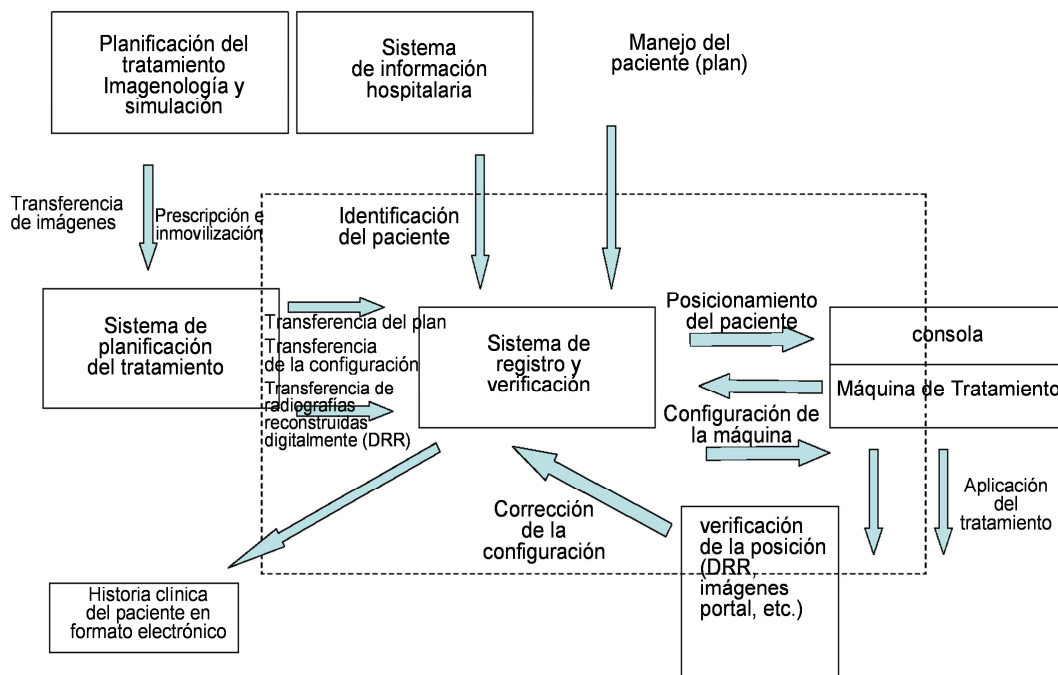 Planificación del
tratamiento
Imagenología y
simulación
Sistema
de información
hospitalaria
Manejo del
paciente (plan)
Transferencia
de imágenes
Prescripción e
inmovilización
Identificación
del paciente
Sistema de
planificación
del tratamiento
Transferencia del plan
Transferencia
de la configuración
Transferencia de
radiografías
reconstruidas
digitalmente (DRR)
Sistema de
registro y
verificación
Posicionamiento
del paciente
consola
Máquina de Tratamiento
Configuración de
la máquina
Corrección
de la
configuración
verificación
de la posición
(DRR,
imágenes
portal, etc.)
Aplicación
del
tratamiento
Historia clínica
del paciente en
formato electrónico